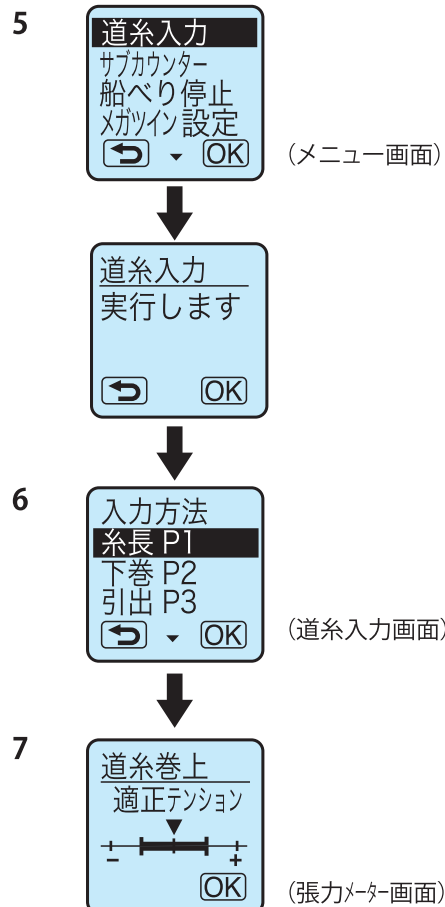 5
道糸入力
サブカウンター
船べり停止
メガツイン設定
OK
(メニュー画面)
道糸入力
実行します
OK
6
入力方法
糸長 P1
下巻 P2
引出 P3
OK
(道糸入力画面)
7
道糸巻上
適正テンション
- +
OK
(張力メーター画面)